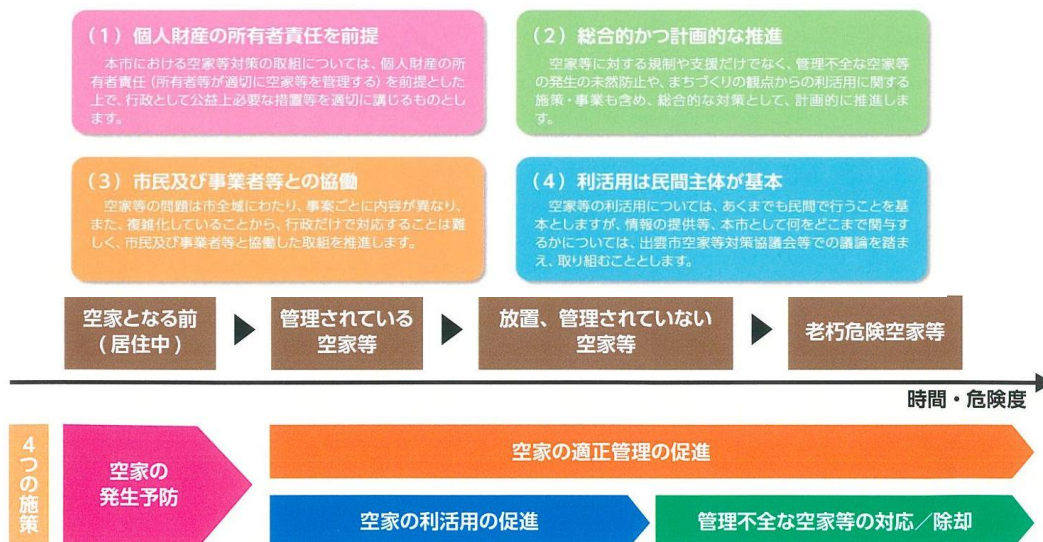 (1) 個人財産の所有者責任を前提
本市における空家等対策の取組については、個人財産の所
有者責任(所有者等が適切に空家等を管理する)を前提とした
上で、行政として公益上必要な措置等を適切に講じるものとし
ます。
(2) 総合的かつ計画的な推進
空家等に対する規制や支援だけでなく、管理不全な空家等
の発生の未然防止や、まちづくりの観点からの利活用に関する
施策・事業も含め、総合的な対策として、計画的に推進しま
す。
(3) 市民及び事業者等との協働
空家等の問題は市全域にわたり、事案ごとに内容が異なり、
また、複雑化していることから、行政だけで対応することは難
しく、市民及び事業者等と協働した取組を推進します。
(4) 利活用は民間主体が基本
空家等の利活用については、あくまでも民間で行うことを基
本としますが、情報の提供等、本市として何をどこまで関与す
るかについては、出雲市空家等対策協議会等での議論を踏ま
え、取り組むこととします。
空家となる前
(居住中)
管理されている
空家等
放置、管理されていない
空家等
老朽危険空家等
時間・危険度
4つの施策
空家の
発生予防
空家の適正管理の促進
空家の利活用の促進
管理不全な空家等の対応/除却